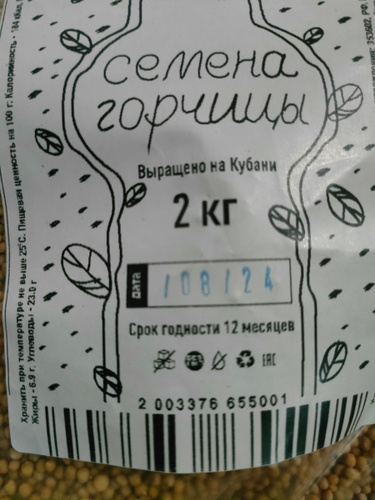 семена
горчицы
Выращено на Кубани
2 кг
дата
/08/24
Срок годности 12 месяцев
EAC
2 003376 655001
Хранить при температуре не выше 25°С. Пищевая ценность на 100 г: Калорийность -
Жиры - 6.9 г, Углеводы - 23.0 г